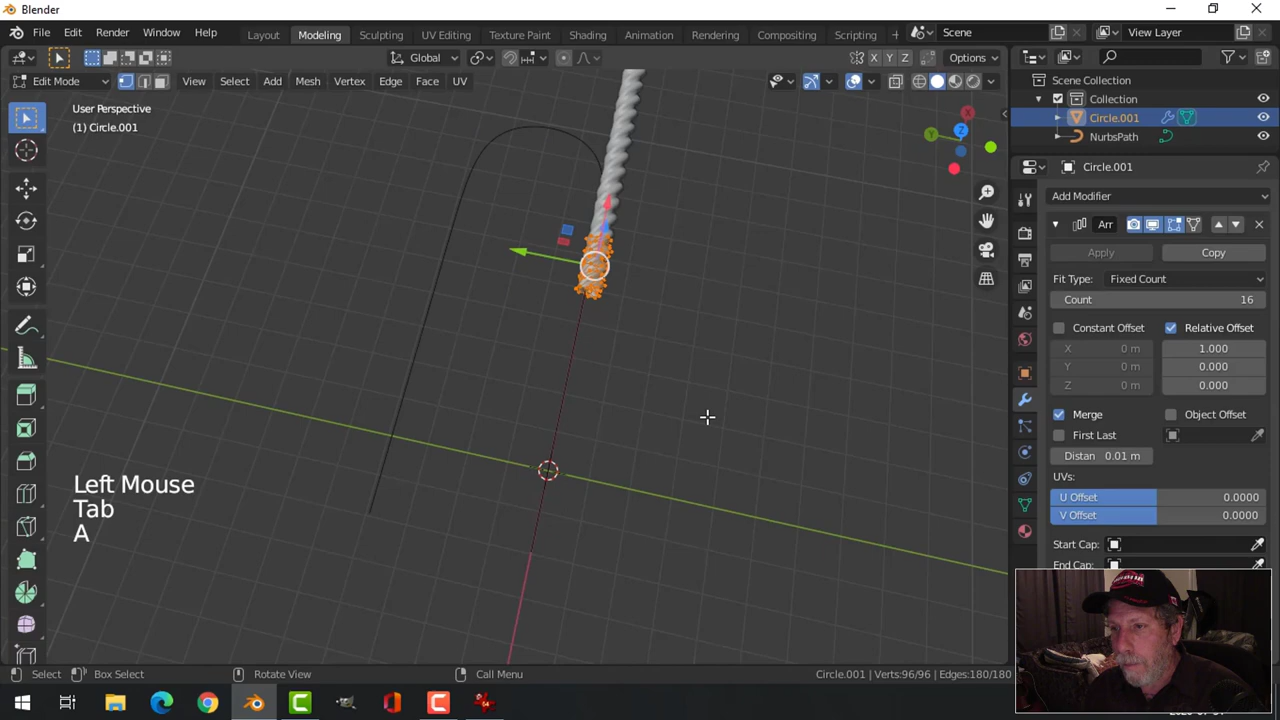 Blender
File Edit Render Window Help Layout Modeling Sculpting UV Editing Texture Paint Shading Animation Rendering Compositing Scripting Scene View Layer
Global X Y Z Options
Edit Mode View Select Add Mesh Vertex Edge Face UV
User Perspective
(1) Circle.001
Z
Y
Scene Collection
Collection
Circle.001
NurbsPath
Circle.001
Add Modifier
Arr
Apply Copy
Fit Type: Fixed Count
Count 16
Constant Offset Relative Offset
X 0 m 1.000
Y 0 m 0.000
Z 0 m 0.000
Merge Object Offset
First Last
Distan 0.01 m
UVs:
U Offset 0.0000
V Offset 0.0000
Start Cap:
End Cap:
Left Mouse
Tab
A
Select Box Select Rotate View Call Menu Circle.001 | Verts:96/96 | Edges:180/180